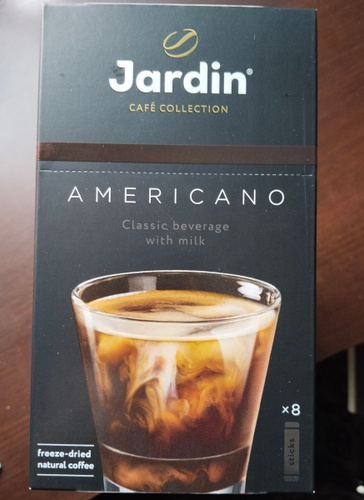 Jardin®
CAFÉ COLLECTION
AMERICANO
Classic beverage
with milk
×8
sticks
freeze-dried
natural coffee